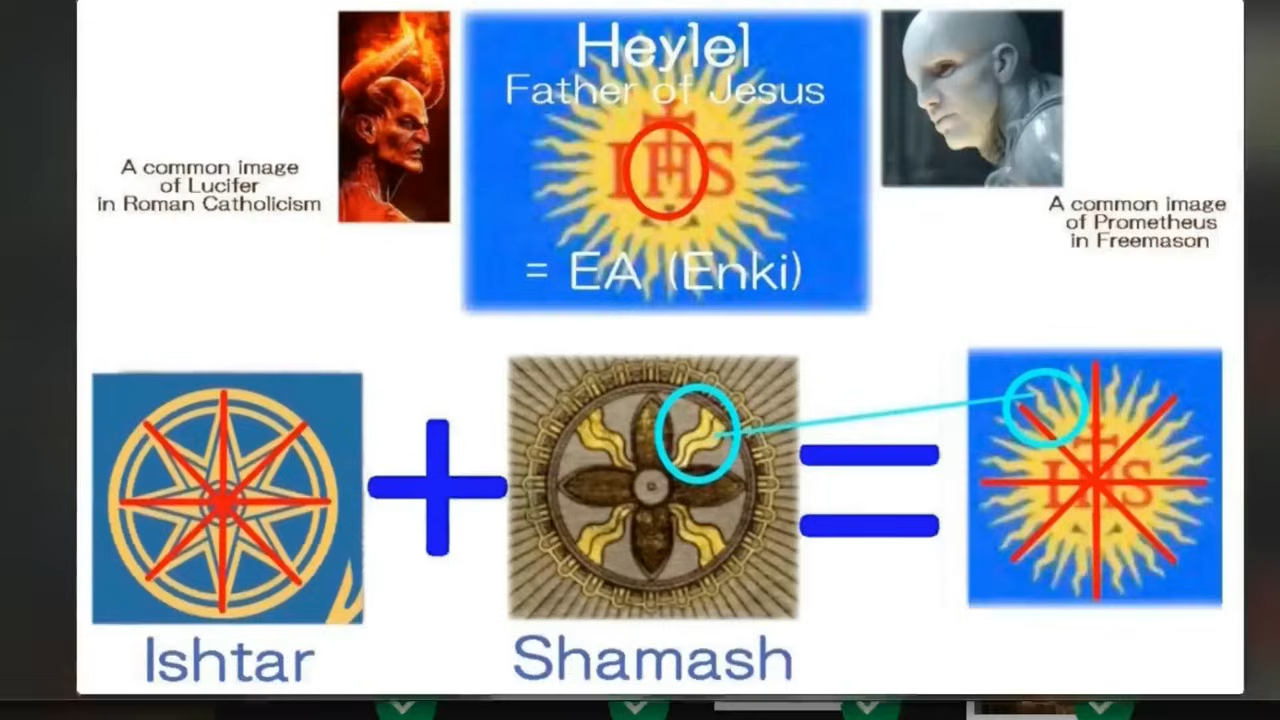 Heylel
Father of Jesus
IHS
= EA (Enki)
A common image
of Lucifer
in Roman Catholicism
A common image
of Prometheus
in Freemason
IHS
Ishtar
Shamash